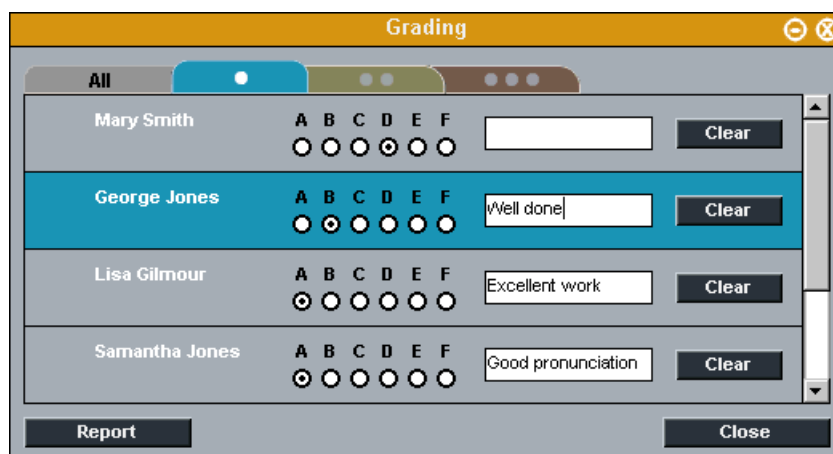 Grading
All
Mary Smith A B C D E F Clear
George Jones A B C D E F Well done Clear
Lisa Gilmour A B C D E F Excellent work Clear
Samantha Jones A B C D E F Good pronunciation Clear
Report Close